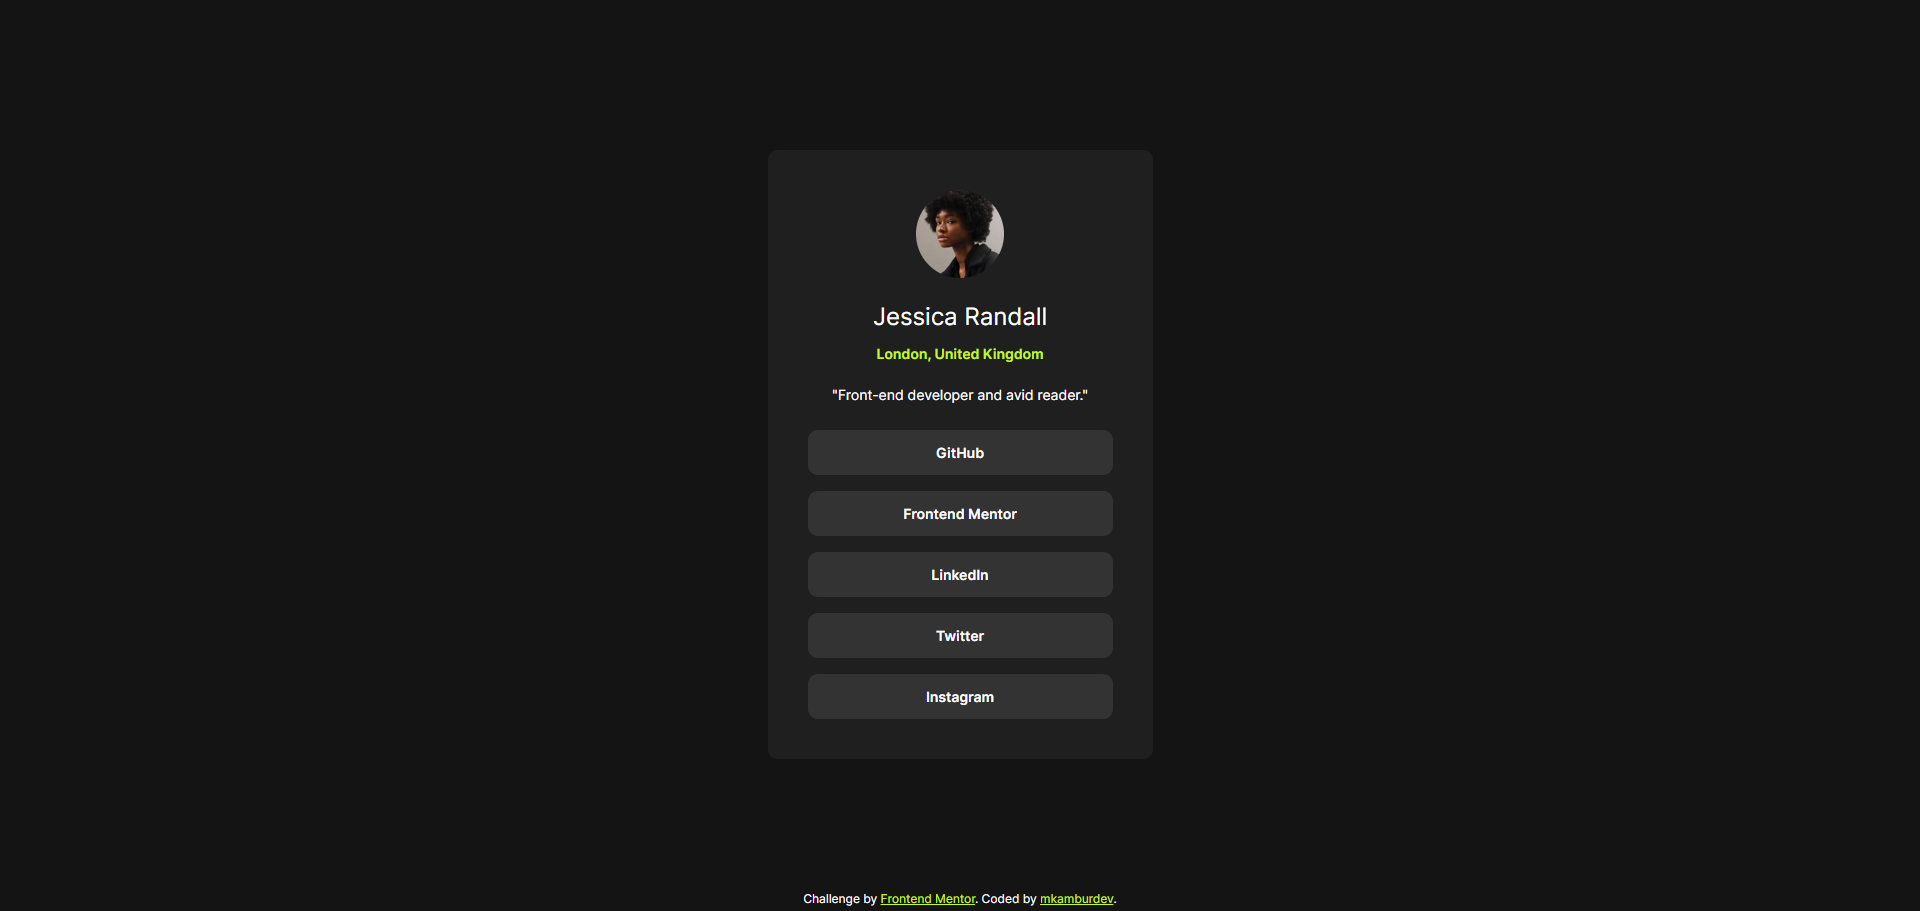 Jessica Randall
London, United Kingdom
"Front-end developer and avid reader."
GitHub
Frontend Mentor
LinkedIn
Twitter
Instagram
Challenge by Frontend Mentor. Coded by mkamburdev.